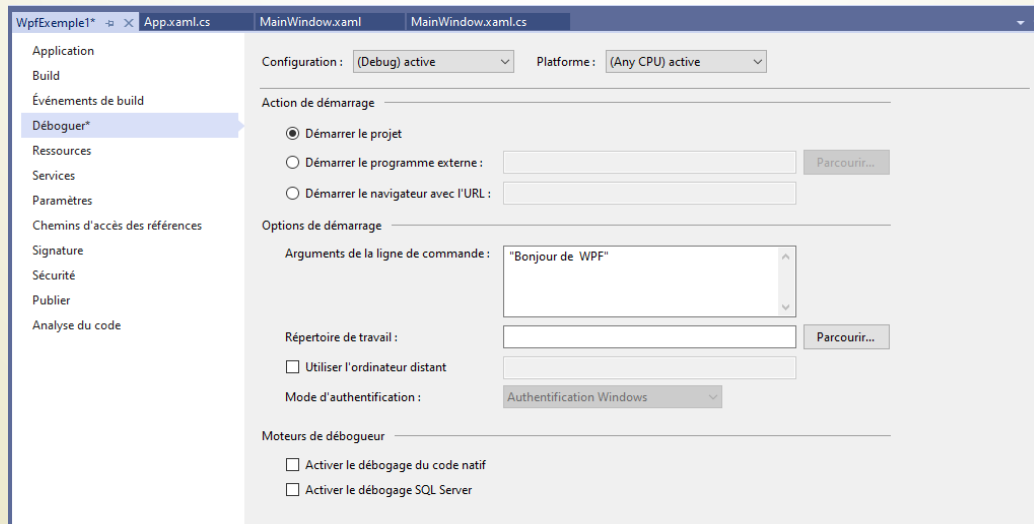 WpfExemple1* App.xaml.cs MainWindow.xaml MainWindow.xaml.cs
Application
Build
Événements de build
Déboguer*
Ressources
Services
Paramètres
Chemins d'accès des références
Signature
Sécurité
Publier
Analyse du code
Configuration : (Debug) active Platforme : (Any CPU) active
Action de démarrage
Démarrer le projet
Démarrer le programme externe : Parcourir...
Démarrer le navigateur avec l'URL :
Options de démarrage
Arguments de la ligne de commande : "Bonjour de  WPF"
Répertoire de travail : Parcourir...
Utiliser l'ordinateur distant
Mode d'authentification : Authentification Windows
Moteurs de débogueur
Activer le débogage du code natif
Activer le débogage SQL Server